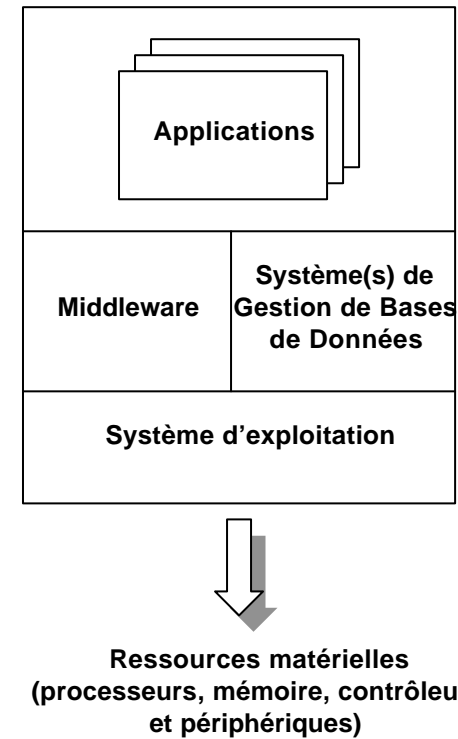 Applications
Middleware
Système(s) de
Gestion de Bases
de Données
Système d'exploitation
Ressources matérielles
(processeurs, mémoire, contrôleu
et périphériques)